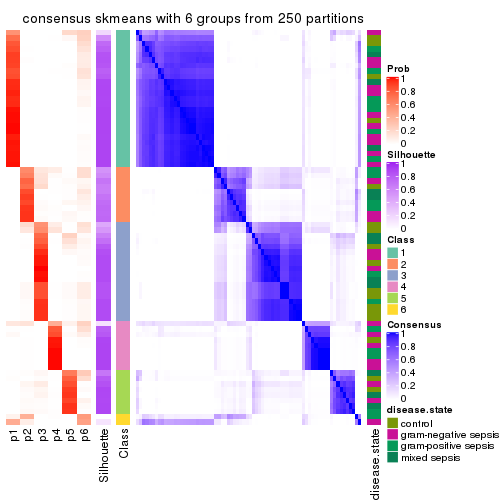 consensus skmeans with 6 groups from 250 partitions
Prob
1
0.8
0.6
0.4
0.2
0
Silhouette
1
0.8
0.6
0.4
0.2
0
Class
1
2
3
4
5
6
Consensus
1
0.8
0.6
0.4
0.2
0
disease.state
control
gram-negative sepsis
gram-positive sepsis
mixed sepsis
p1
p2
p3
p4
p5
p6
Silhouette
Class
disease.state